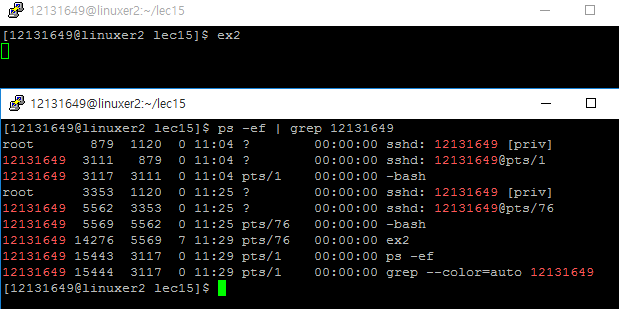 12131649@linuxer2:~/lec15
[12131649@linuxer2 lec15]$ ex2
12131649@linuxer2:~/lec15
[12131649@linuxer2 lec15]$ ps -ef | grep 12131649
root       879  1120  0 11:04 ?        00:00:00 sshd: 12131649 [priv]
12131649  3111   879  0 11:04 ?        00:00:00 sshd: 12131649@pts/1
12131649  3117  3111  0 11:04 pts/1    00:00:00 -bash
root      3353  1120  0 11:25 ?        00:00:00 sshd: 12131649 [priv]
12131649  5562  3353  0 11:25 ?        00:00:00 sshd: 12131649@pts/76
12131649  5569  5562  0 11:25 pts/76   00:00:00 -bash
12131649 14276  5569  7 11:29 pts/76   00:00:00 ex2
12131649 15443  3117  0 11:29 pts/1    00:00:00 ps -ef
12131649 15444  3117  0 11:29 pts/1    00:00:00 grep --color=auto 12131649
[12131649@linuxer2 lec15]$